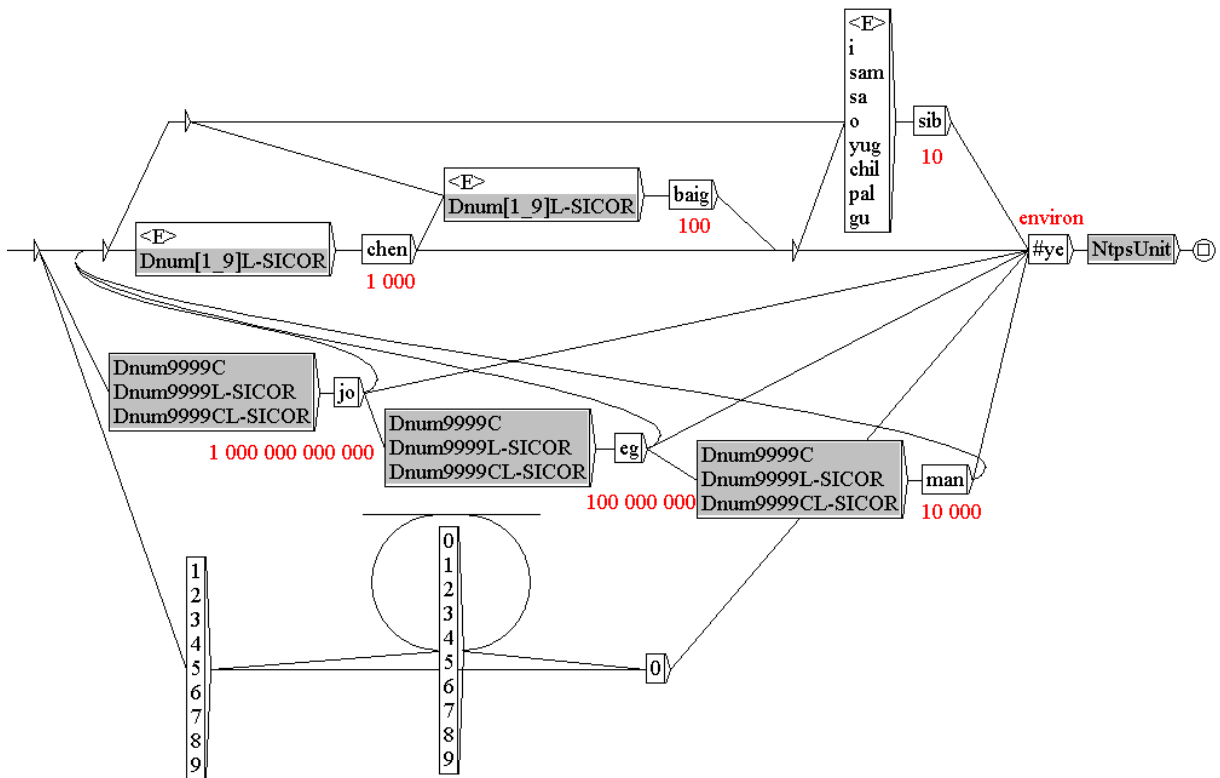 <E>
i
sam
sa
o
yug
chil
pal
gu
sib
10
<E>
Dnum[1_9]L-SICOR
baig
100
<E>
Dnum[1_9]L-SICOR
chen
1 000
environ
#ye
NtpsUnit
Dnum9999C
Dnum9999L-SICOR
Dnum9999CL-SICOR
jo
1 000 000 000 000
Dnum9999C
Dnum9999L-SICOR
Dnum9999CL-SICOR
eg
100 000 000
Dnum9999C
Dnum9999L-SICOR
Dnum9999CL-SICOR
man
10 000
1
2
3
4
5
6
7
8
9
0
1
2
3
4
5
6
7
8
9
0